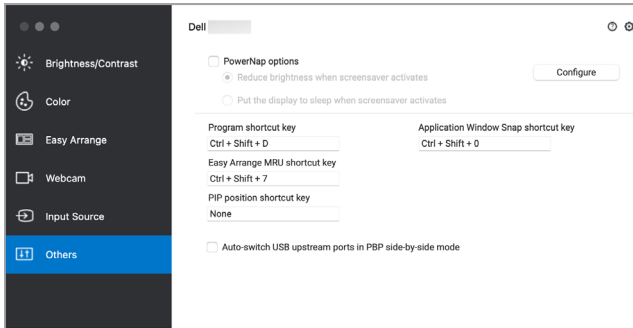 Dell
Brightness/Contrast
Color
Easy Arrange
Webcam
Input Source
Others
PowerNap options
Reduce brightness when screensaver activates
Put the display to sleep when screensaver activates
Configure
Program shortcut key
Ctrl + Shift + D
Application Window Snap shortcut key
Ctrl + Shift + 0
Easy Arrange MRU shortcut key
Ctrl + Shift + 7
PIP position shortcut key
None
Auto-switch USB upstream ports in PBP side-by-side mode